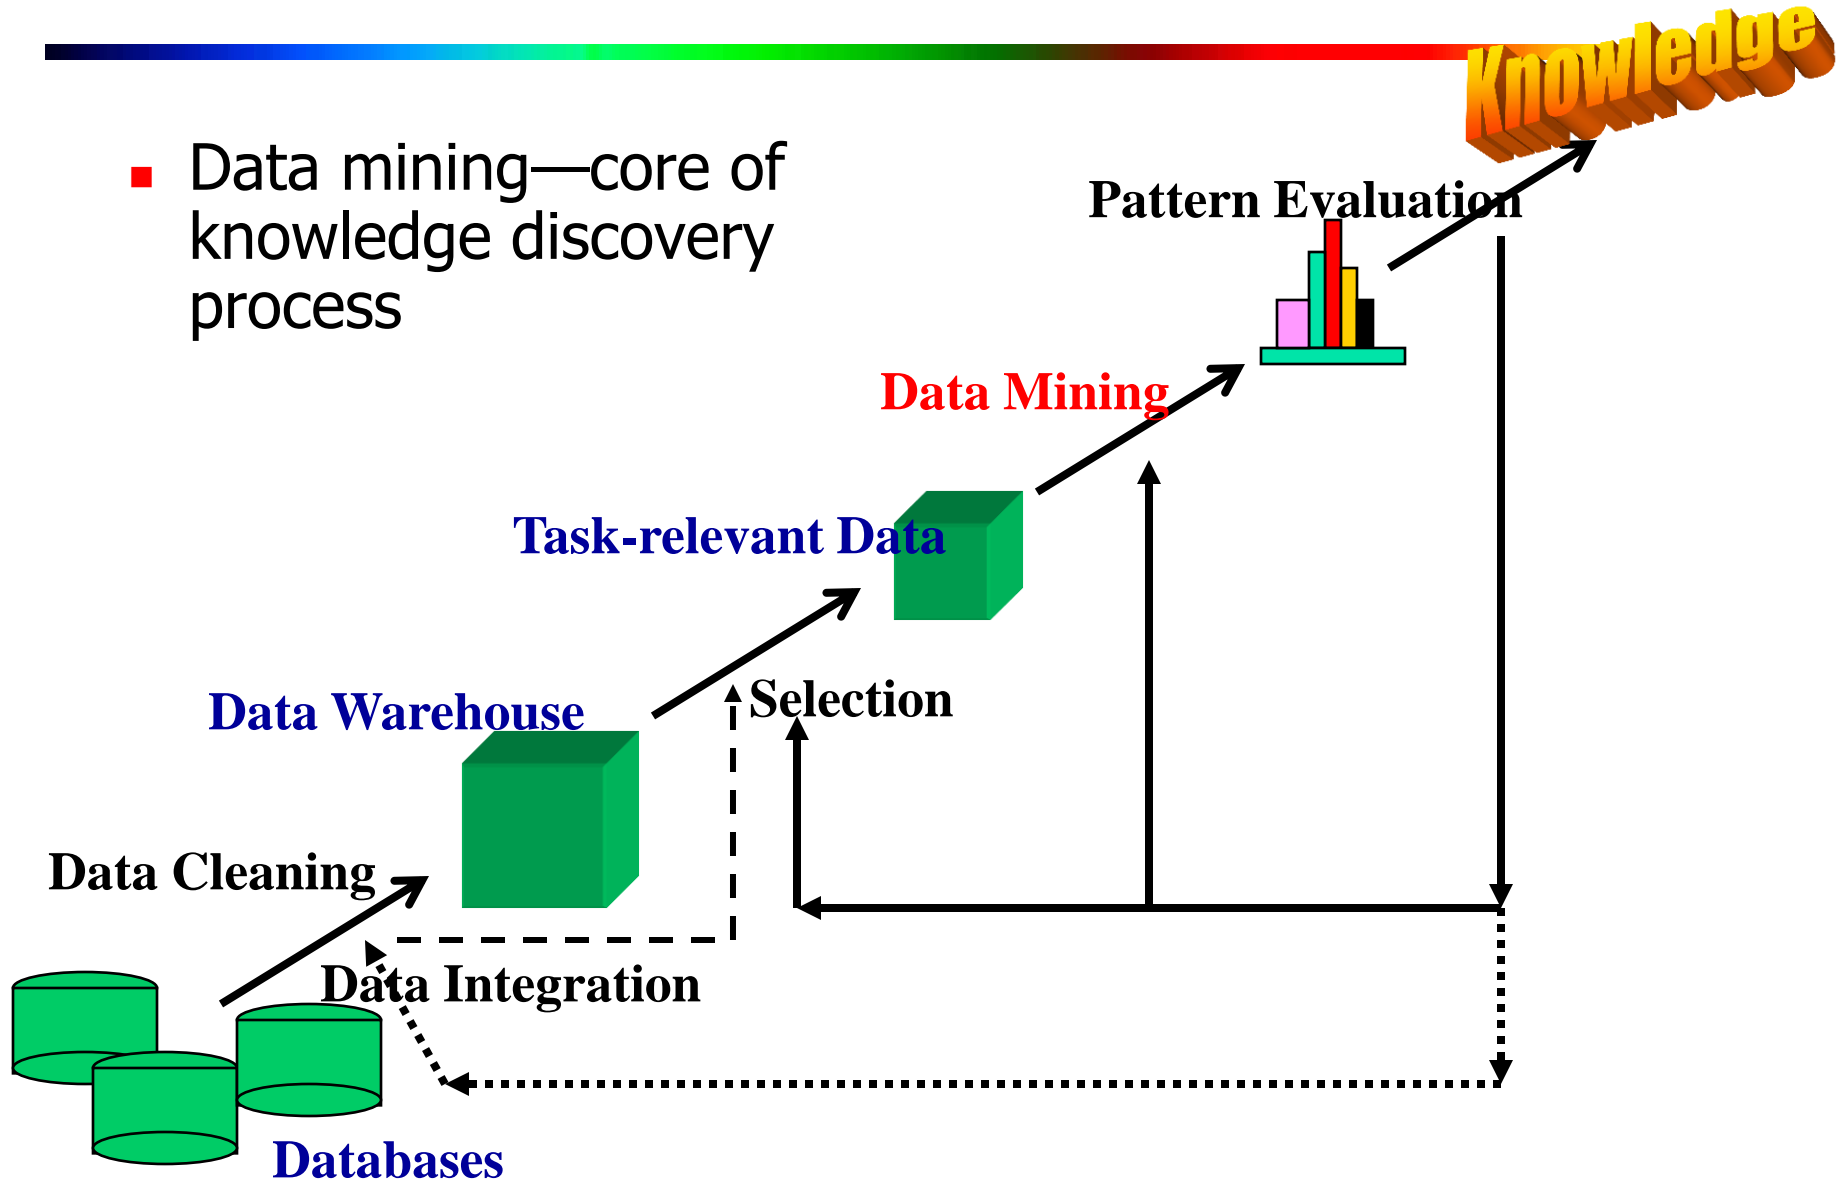 Knowledge
Data mining—core of
knowledge discovery
process
Pattern Evaluation
Data Mining
Task-relevant Data
Selection
Data Warehouse
Data Cleaning
Data Integration
Databases